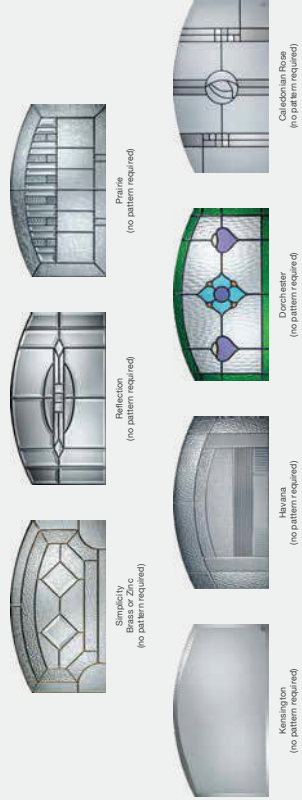 Simplicity
Brass or Zinc
(no pattern required)
Reflection
(no pattern required)
Prairie
(no pattern required)
Kensington
(no pattern required)
Havana
(no pattern required)
Dorchester
(no pattern required)
Caledonian Rose
(no pattern required)